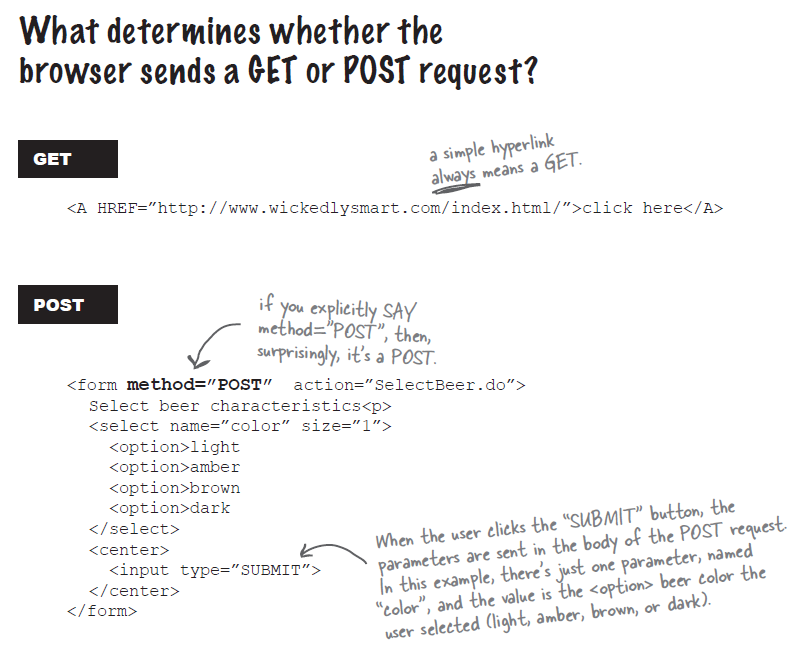 What determines whether the
browser sends a GET or POST request?
GET
a simple hyperlink
always means a GET.
<A HREF=”http://www.wickedlysmart.com/index.html/”>click here</A>
POST
if you explicitly SAY
method=”POST”, then,
surprisingly, it’s a POST.
<form method=”POST”  action=”SelectBeer.do”>
Select beer characteristics<p>
<select name=”color” size=”1”>
<option>light
<option>amber
<option>brown
<option>dark
</select>
<center>
<input type=”SUBMIT”>
</center>
</form>
When the user clicks the “SUBMIT” button, the
parameters are sent in the body of the POST request.
In this example, there’s just one parameter, named
“color”, and the value is the <option> beer color the
user selected (light, amber, brown, or dark).